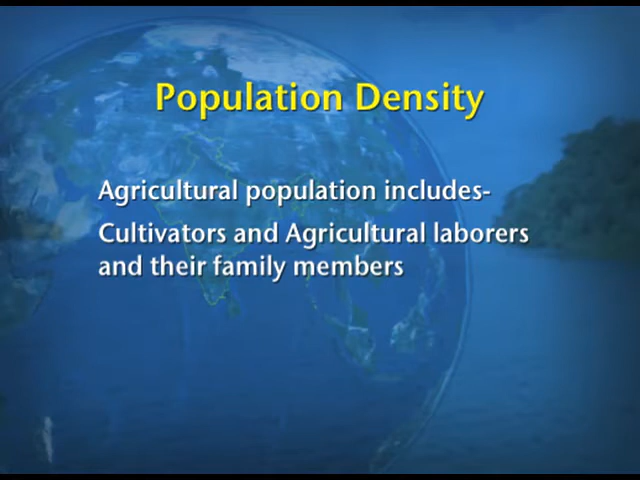 Population Density
Agricultural population includes-
Cultivators and Agricultural laborers
and their family members